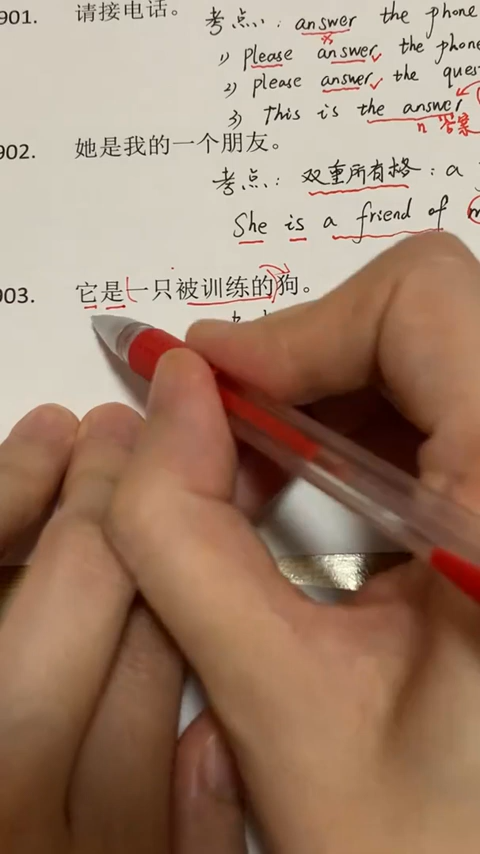 901. 请接电话。 考点: answer the phone
1) please answer the phone
2) please answer the
3) This is the answer
n 答案
902. 她是我的一个朋友。
考点: 双重所有格: a
She is a friend of
903. 它是一只被训练的狗。